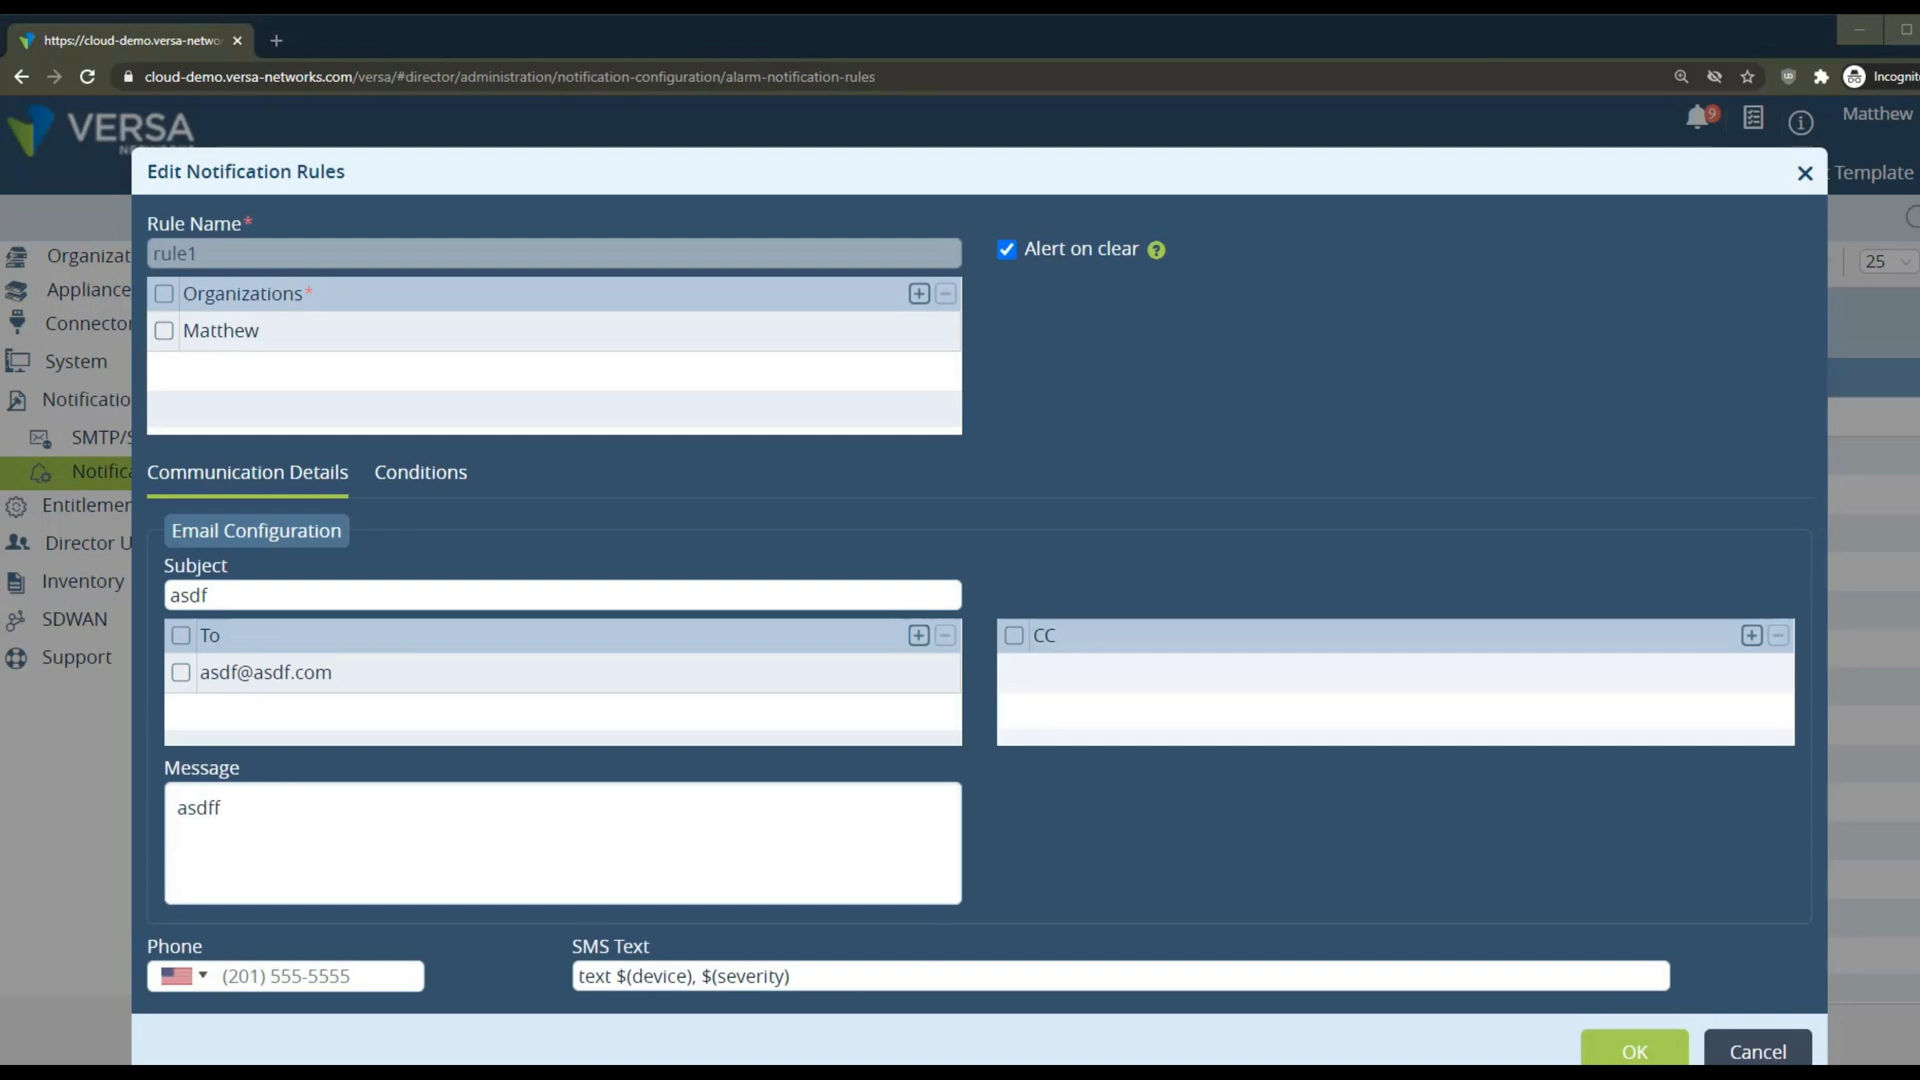 https://cloud-demo.versa-netwo
cloud-demo.versa-networks.com/versa/#director/administration/notification-configuration/alarm-notification-rules
Incognit
VERSA
9
Matthew
Edit Notification Rules
Template
Rule Name*
rule1
Alert on clear
Organizat
25
Organizations*
Appliance
Matthew
Connector
System
Notificatio
SMTP/S
Notifica
Communication Details Conditions
Entitlemen
Email Configuration
Director U
Subject
Inventory
asdf
SDWAN
To
CC
Support
asdf@asdf.com
Message
asdff
Phone
SMS Text
(201) 555-5555
text $(device), $(severity)
OK
Cancel